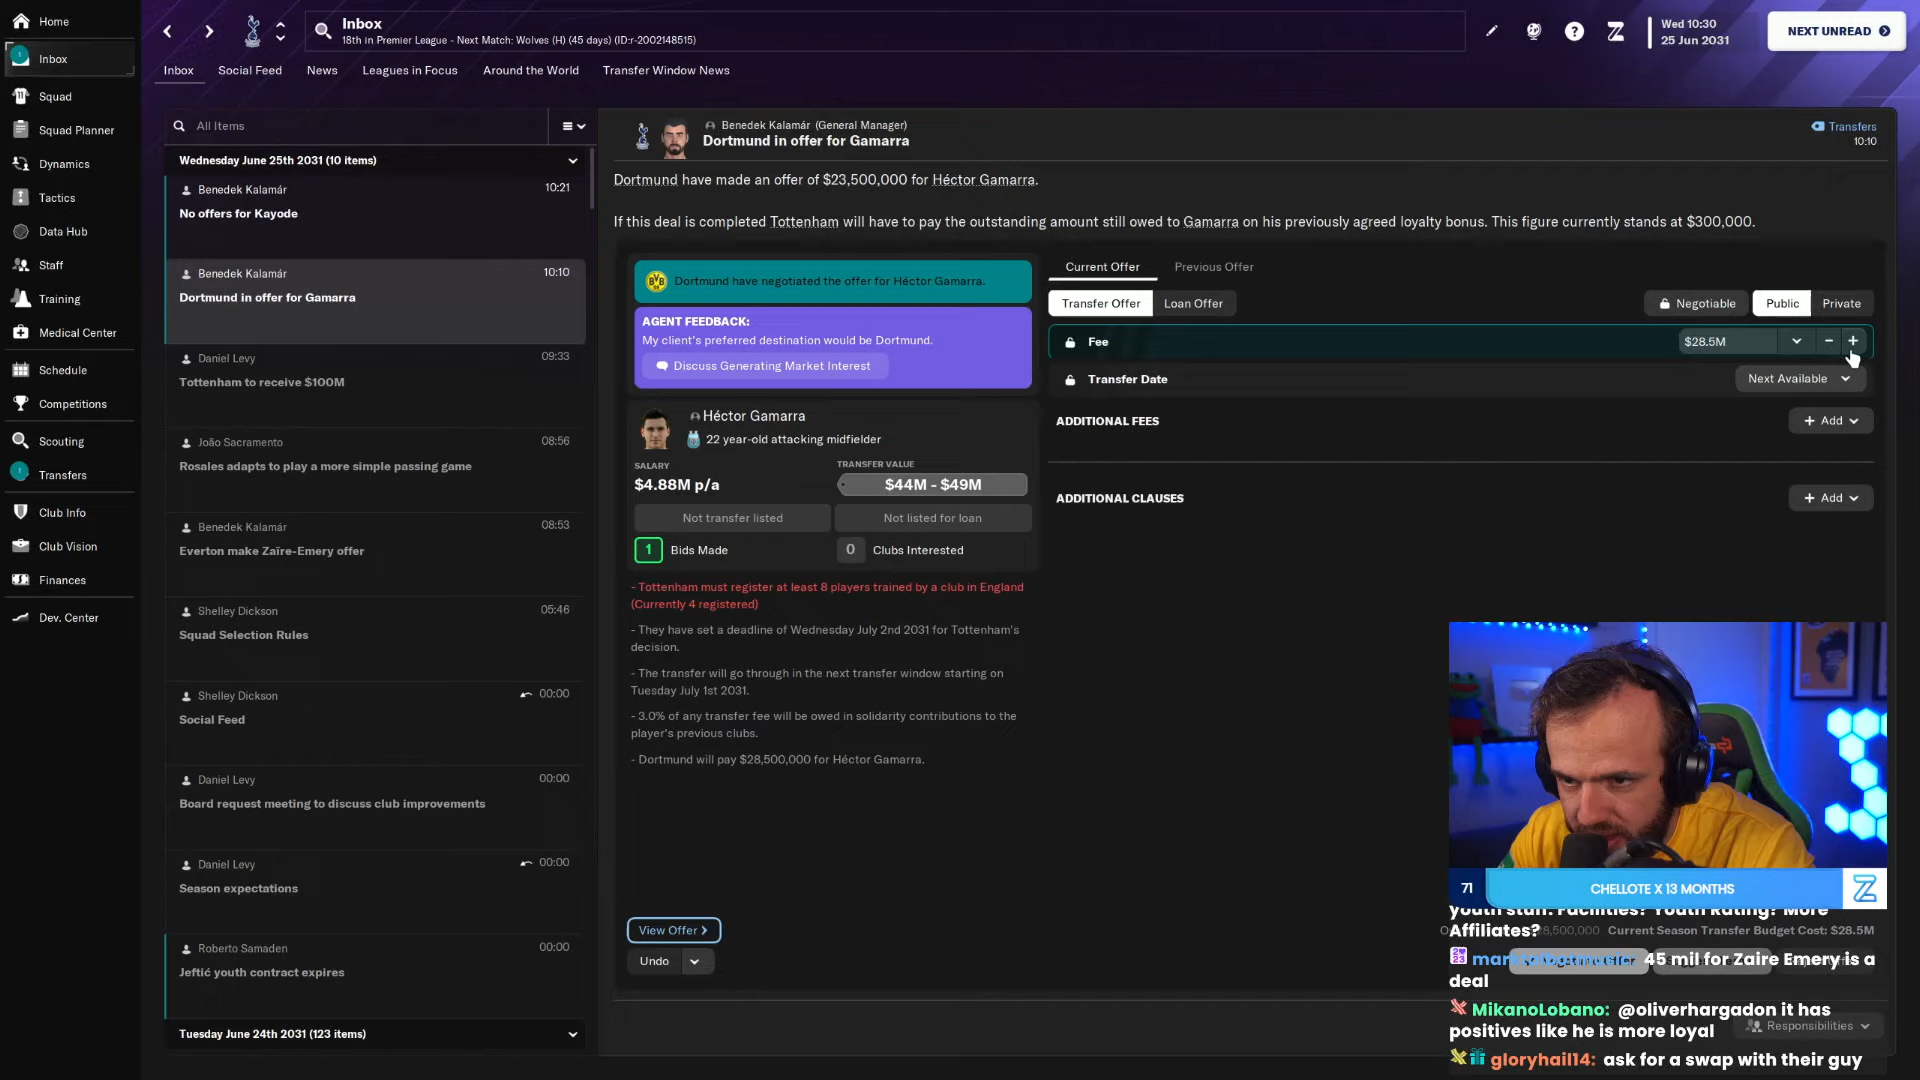 Home
Inbox
Squad
Squad Planner
Dynamics
Tactics
Data Hub
Staff
Training
Medical Center
Schedule
Competitions
Scouting
Transfers
Club Info
Club Vision
Finances
Dev. Center
Inbox
18th in Premier League - Next Match: Wolves (H) (45 days) (ID:r-2002148515)
Wed 10:30
25 Jun 2031
NEXT UNREAD
Inbox
Social Feed
News
Leagues in Focus
Around the World
Transfer Window News
All Items
Wednesday June 25th 2031 (10 items)
Benedek Kalamár 10:21
No offers for Kayode
Benedek Kalamár 10:10
Dortmund in offer for Gamarra
Daniel Levy 09:33
Tottenham to receive $100M
João Sacramento 08:56
Rosales adapts to play a more simple passing game
Benedek Kalamár 08:53
Everton make Zaïre-Emery offer
Shelley Dickson 05:46
Squad Selection Rules
Shelley Dickson 00:00
Social Feed
Daniel Levy 00:00
Board request meeting to discuss club improvements
Daniel Levy 00:00
Season expectations
Roberto Samaden 00:00
Jeftić youth contract expires
Tuesday June 24th 2031 (123 items)
Benedek Kalamár (General Manager)
Dortmund in offer for Gamarra
Transfers
10:10
Dortmund have made an offer of $23,500,000 for Héctor Gamarra.
If this deal is completed Tottenham will have to pay the outstanding amount still owed to Gamarra on his previously agreed loyalty bonus. This figure currently stands at $300,000.
Dortmund have negotiated the offer for Héctor Gamarra.
AGENT FEEDBACK:
My client's preferred destination would be Dortmund.
Discuss Generating Market Interest
Héctor Gamarra
22 year-old attacking midfielder
SALARY
$4.88M p/a
TRANSFER VALUE
$44M - $49M
Not transfer listed
Not listed for loan
1 Bids Made
0 Clubs Interested
- Tottenham must register at least 8 players trained by a club in England
(Currently 4 registered)
- They have set a deadline of Wednesday July 2nd 2031 for Tottenham's
decision.
- The transfer will go through in the next transfer window starting on
Tuesday July 1st 2031.
- 3.0% of any transfer fee will be owed in solidarity contributions to the
player's previous clubs.
- Dortmund will pay $28,500,000 for Héctor Gamarra.
View Offer
Undo
Current Offer
Previous Offer
Transfer Offer
Loan Offer
Negotiable
Public
Private
Fee
$28.5M
Transfer Date
Next Available
ADDITIONAL FEES
Add
ADDITIONAL CLAUSES
Add
71
CHELLOTE X 13 MONTHS
youth staff. Facilities? Youth Rating? More
Affiliates?
28,500,000
Current Season Transfer Budget Cost: $28.5M
45 mil for Zaire Emery is a
deal
MikanoLobano: @oliverhargadon it has
positives like he is more loyal
Responsibilities
gloryhail14: ask for a swap with their guy